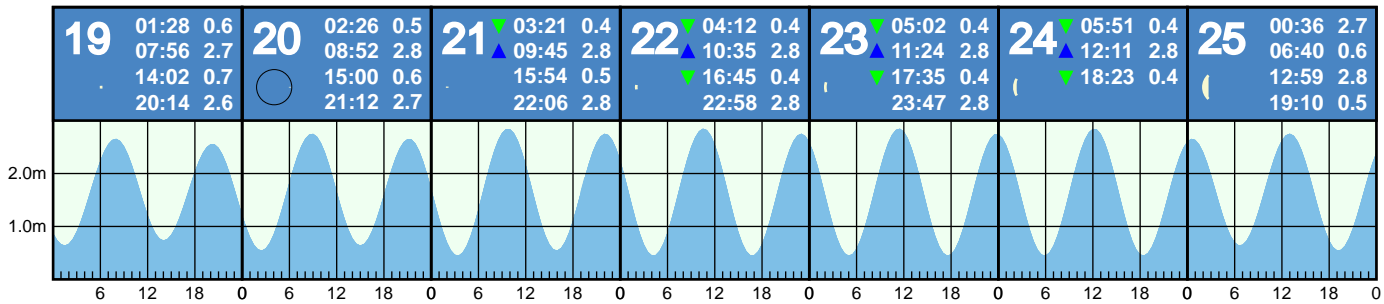 19
01:28 0.6
07:56 2.7
14:02 0.7
20:14 2.6
20
02:26 0.5
08:52 2.8
15:00 0.6
21:12 2.7
21
▼ 03:21 0.4
▲ 09:45 2.8
15:54 0.5
22:06 2.8
22
▼ 04:12 0.4
▲ 10:35 2.8
▼ 16:45 0.4
22:58 2.8
23
▼ 05:02 0.4
▲ 11:24 2.8
▼ 17:35 0.4
23:47 2.8
24
▼ 05:51 0.4
▲ 12:11 2.8
▼ 18:23 0.4
25
00:36 2.7
06:40 0.6
12:59 2.8
19:10 0.5
2.0m
1.0m
6 12 18 0 6 12 18 0 6 12 18 0 6 12 18 0 6 12 18 0 6 12 18 0 6 12 18 0